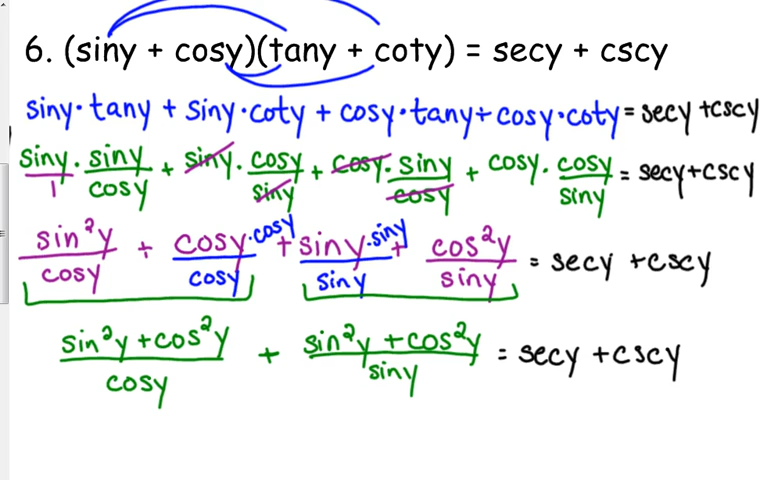 6. (siny + cosy)(tany + coty) = secy + cscy
siny·tany + siny·coty + cosy·tany + cosy·coty = secy + cscy
siny/1 · siny/cosy + siny · cosy/siny + cosy · siny/cosy + cosy · cosy/siny = secy + cscy
sin²y/cosy + cosy·cosy/cosy + siny·siny/siny + cos²y/siny = secy + cscy
sin²y + cos²y/cosy + sin²y + cos²y/siny = secy + cscy